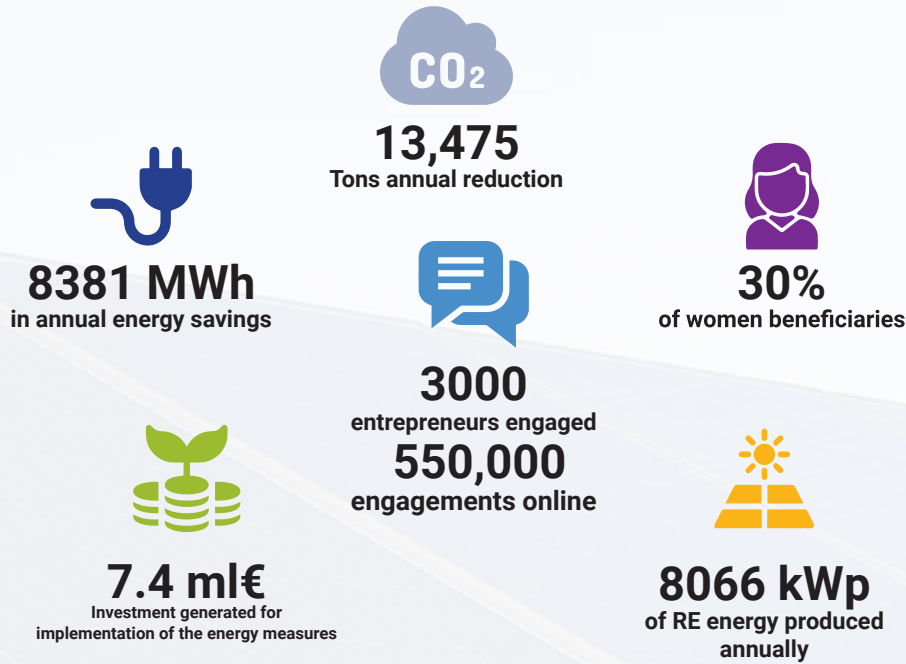 CO₂
13,475
Tons annual reduction
8381 MWh
in annual energy savings
30%
of women beneficiaries
3000
entrepreneurs engaged
550,000
engagements online
7.4 ml€
Investment generated for
implementation of the energy measures
8066 kWp
of RE energy produced
annually